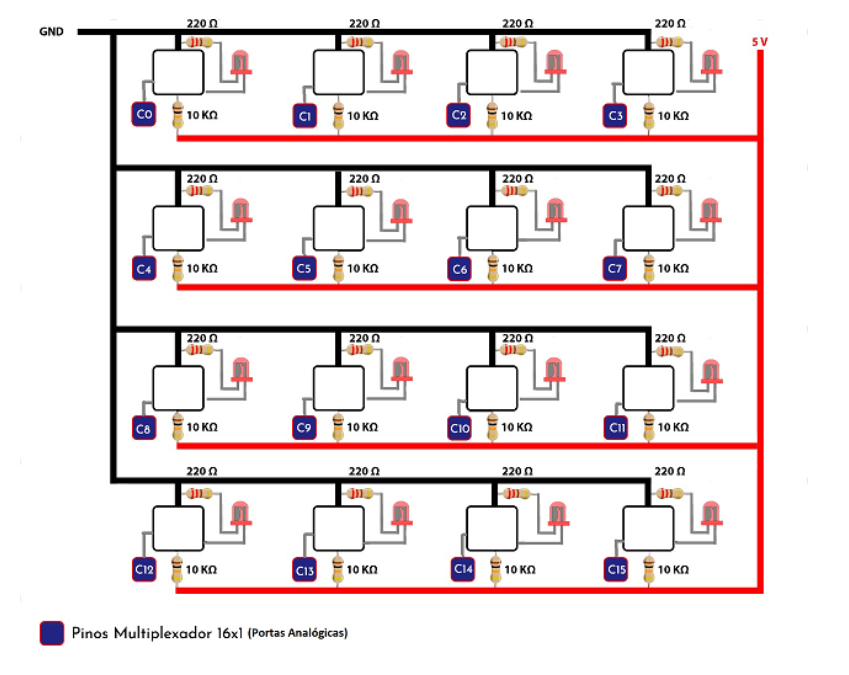 220 Ω 220 Ω 220 Ω 220 Ω
GND
5 V
C0 10 KΩ C1 10 KΩ C2 10 KΩ C3 10 KΩ
220 Ω 220 Ω 220 Ω 220 Ω
C4 10 KΩ C5 10 KΩ C6 10 KΩ C7 10 KΩ
220 Ω 220 Ω 220 Ω 220 Ω
C8 10 KΩ C9 10 KΩ C10 10 KΩ C11 10 KΩ
220 Ω 220 Ω 220 Ω 220 Ω
C12 10 KΩ C13 10 KΩ C14 10 KΩ C15 10 KΩ
Pinos Multiplexador 16x1 (Portas Analógicas)